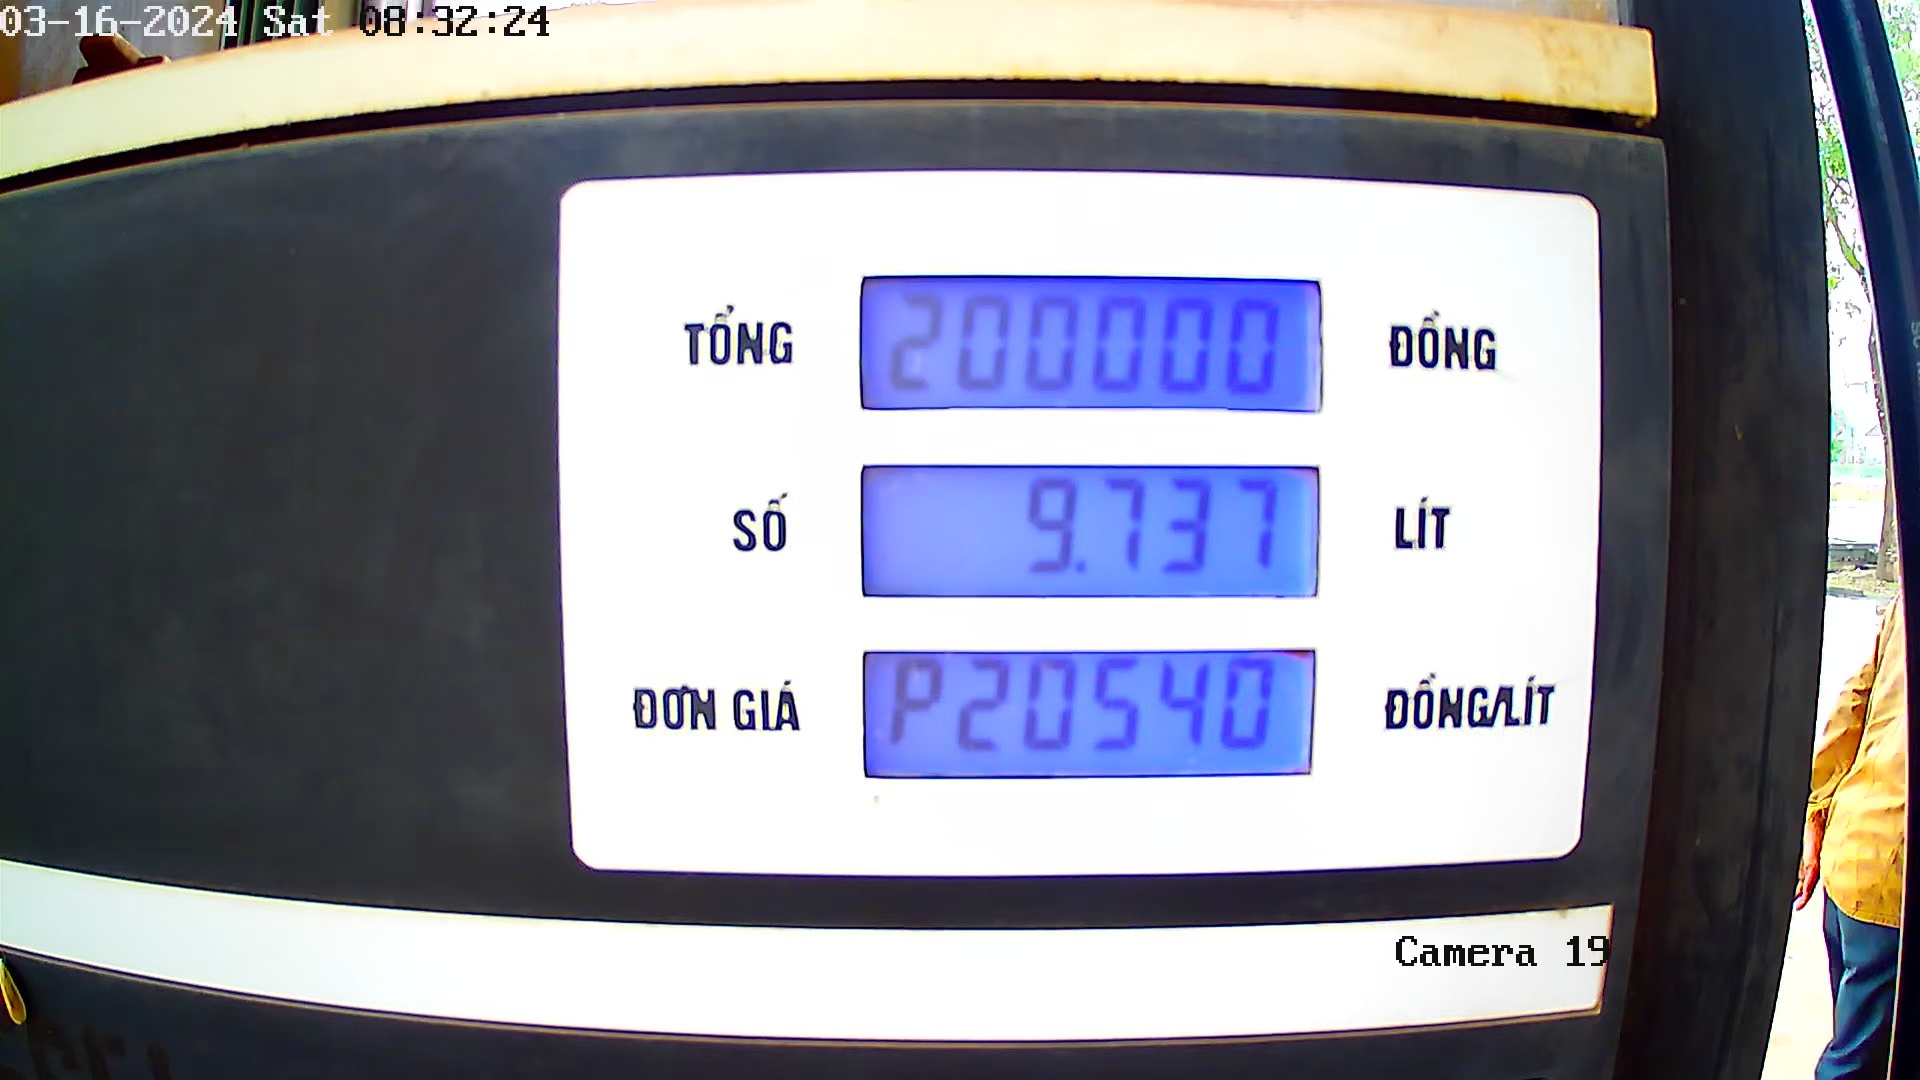 03-16-2024 Sat 08:32:24
TỔNG 200000 ĐỒNG
SỐ 9.737 LÍT
ĐƠN GIÁ P20540 ĐỒNG/LÍT
Camera 19